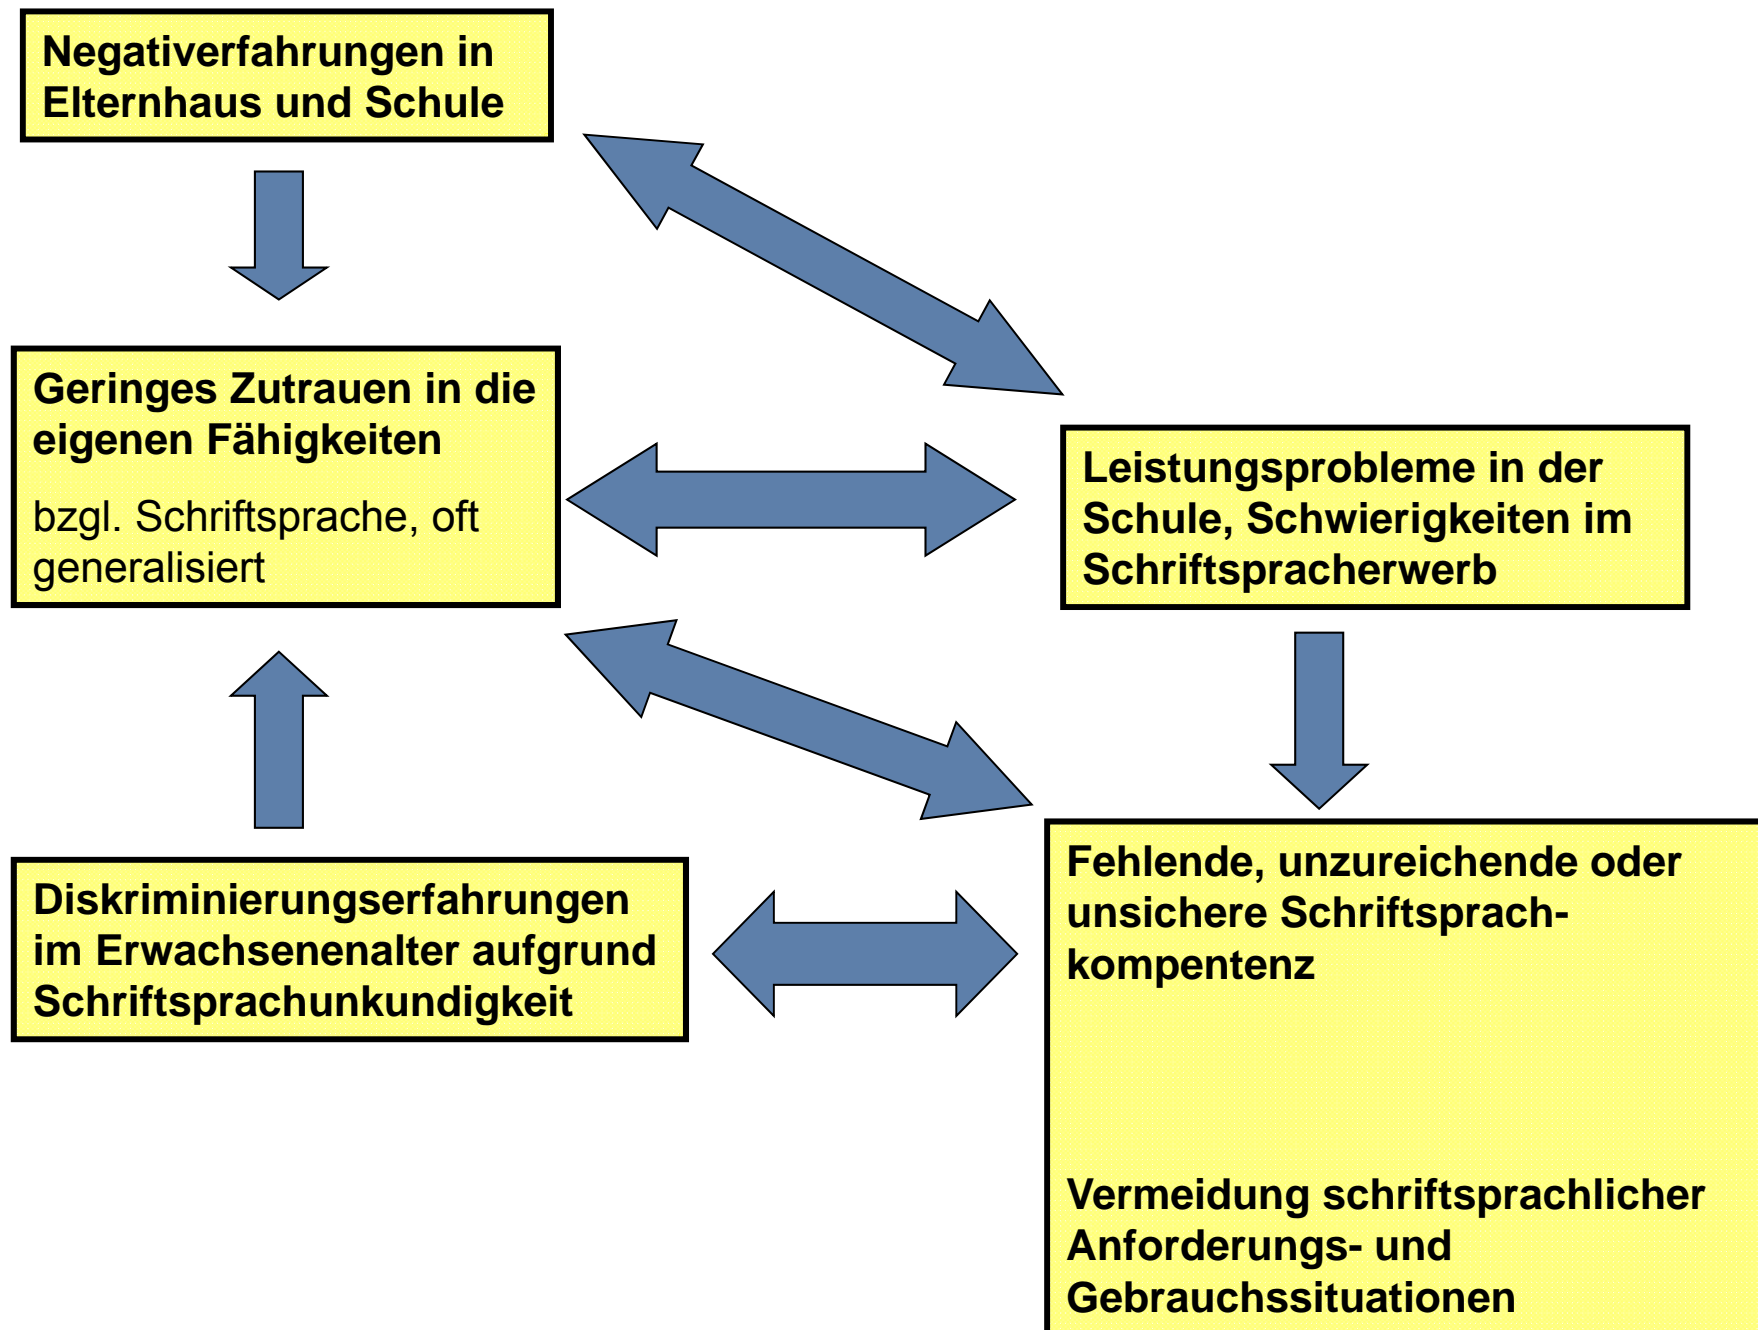 Negativerfahrungen in
Elternhaus und Schule
Geringes Zutrauen in die
eigenen Fähigkeiten
bzgl. Schriftsprache, oft
generalisiert
Leistungsprobleme in der
Schule, Schwierigkeiten im
Schriftspracherwerb
Diskriminierungserfahrungen
im Erwachsenenalter aufgrund
Schriftsprachunkundigkeit
Fehlende, unzureichende oder
unsichere Schriftsprach-
kompentenz
Vermeidung schriftsprachlicher
Anforderungs- und
Gebrauchssituationen